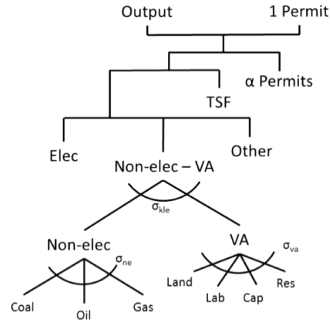 Output 1 Permit
α Permits
TSF
Elec
Non-elec – VA
Other
σkle
Non-elec
VA
σne
σva
Coal
Oil
Gas
Land
Lab
Cap
Res